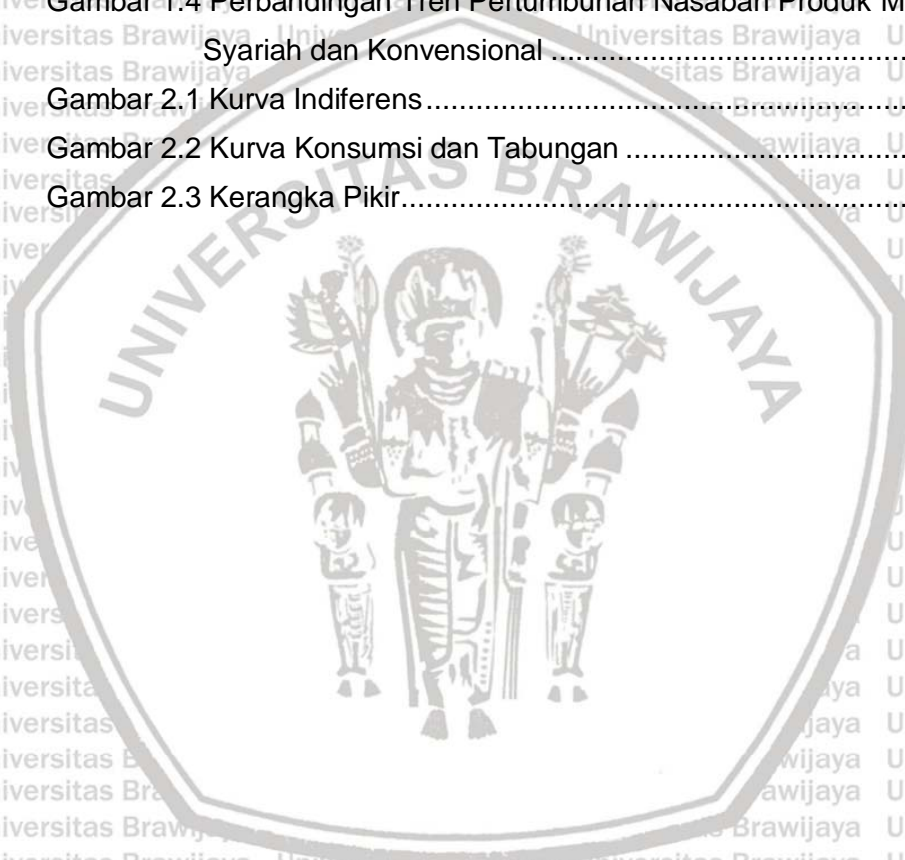 Gambar 1.4 Perbandingan Tren Pertumbuhan Nasabah Produk M
Syariah dan Konvensional ..........................................
Gambar 2.1 Kurva Indiferens..........................................................
Gambar 2.2 Kurva Konsumsi dan Tabungan ..................................
Gambar 2.3 Kerangka Pikir.............................................................
UNIVERSITAS BRAWIJAYA